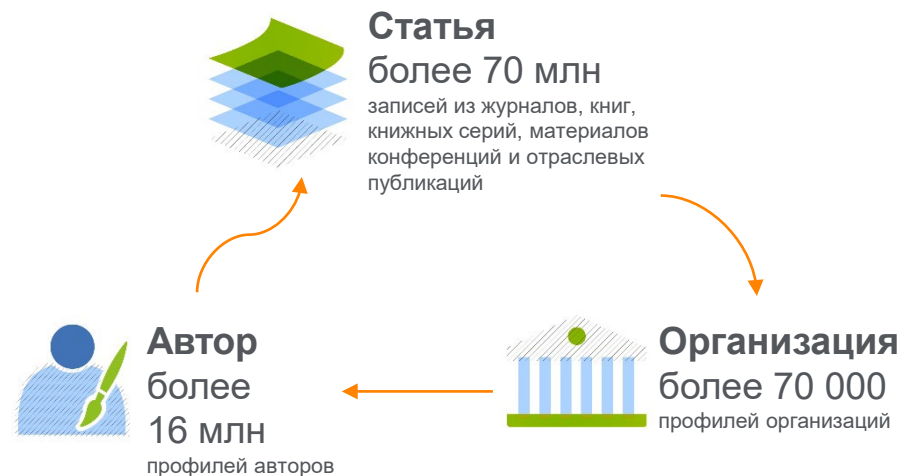 Статья
более 70 млн
записей из журналов, книг,
книжных серий, материалов
конференций и отраслевых
публикаций
Автор
более
16 млн
профилей авторов
Организация
более 70 000
профилей организаций